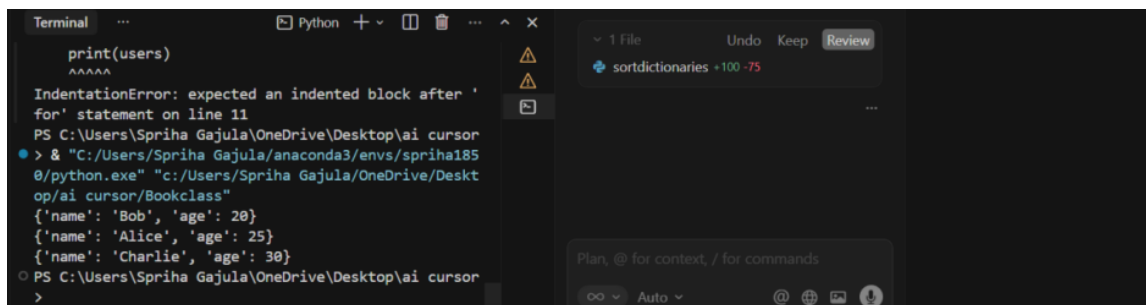 Terminal ... Python
print(users)
^^^^^
IndentationError: expected an indented block after '
for' statement on line 11
PS C:\Users\Spriha Gajula\OneDrive\Desktop\ai cursor
> & "C:/Users/Spriha Gajula/anaconda3/envs/spriha185
0/python.exe" "c:/Users/Spriha Gajula/OneDrive/Deskt
op/ai cursor/Bookclass"
{'name': 'Bob', 'age': 20}
{'name': 'Alice', 'age': 25}
{'name': 'Charlie', 'age': 30}
PS C:\Users\Spriha Gajula\OneDrive\Desktop\ai cursor
>
1 File Undo Keep Review
sortdictionaries +100 -75
...
Plan, @ for context, / for commands
∞ Auto @